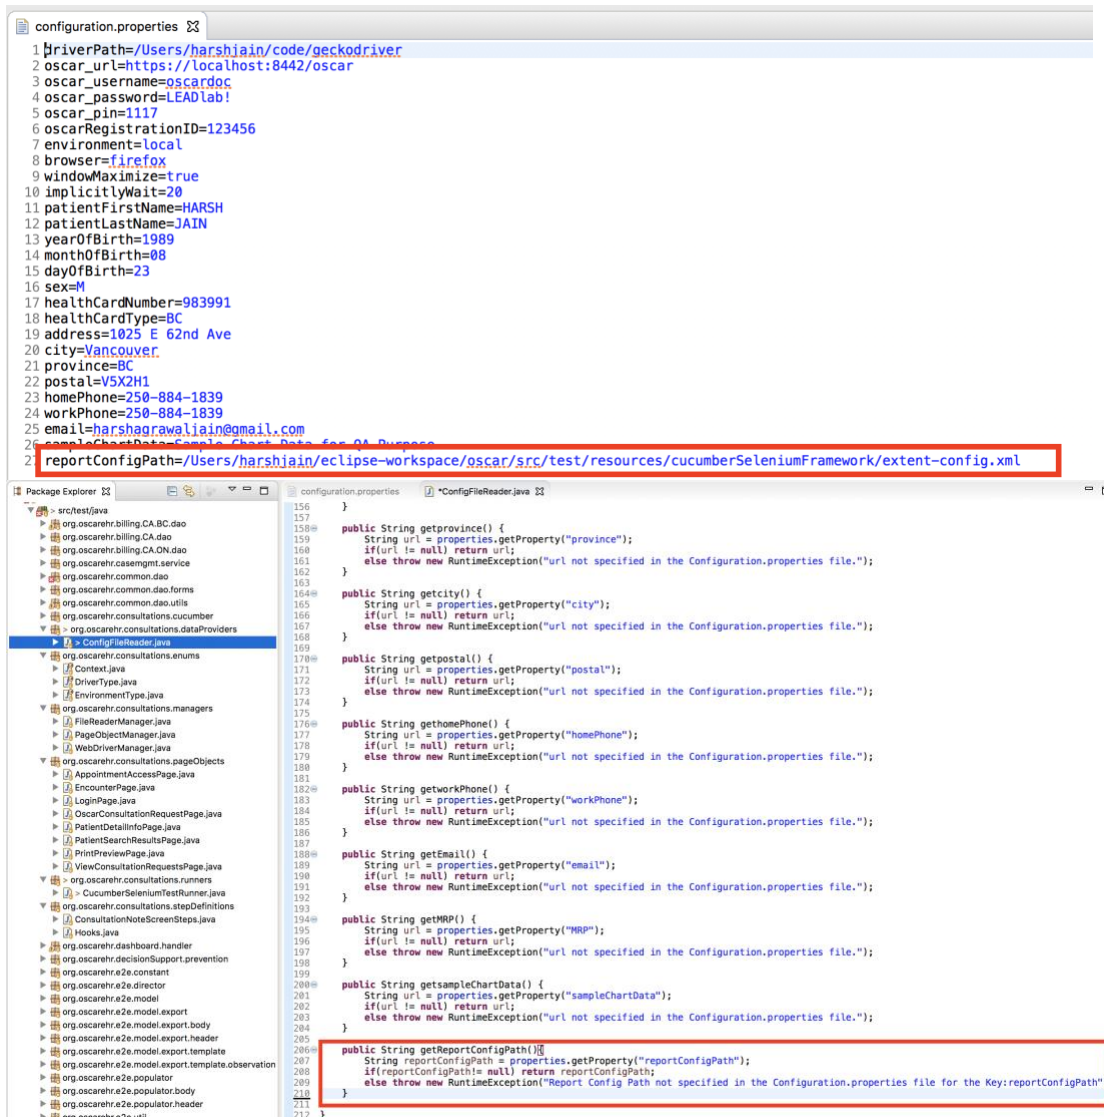 configuration.properties
1 driverPath=/Users/harshjain/code/geckodriver
2 oscar_url=https://localhost:8442/oscar
3 oscar_username=oscardoc
4 oscar_password=LEADlab!
5 oscar_pin=1117
6 oscarRegistrationID=123456
7 environment=local
8 browser=firefox
9 windowMaximize=true
10 implicitlyWait=20
11 patientFirstName=HARSH
12 patientLastName=JAIN
13 yearOfBirth=1989
14 monthOfBirth=08
15 dayOfBirth=23
16 sex=M
17 healthCardNumber=983991
18 healthCardType=BC
19 address=1025 E 62nd Ave
20 city=Vancouver
21 province=BC
22 postal=V5X2H1
23 homePhone=250-884-1839
24 workPhone=250-884-1839
25 email=harshagrawaljain@gmail.com
26 sampleChartData=Sample Chart Data for QA Purpose
27 reportConfigPath=/Users/harshjain/eclipse-workspace/oscar/src/test/resources/cucumberSeleniumFramework/extent-config.xml
Package Explorer
> src/test/java
org.oscarehr.billing.CA.BC.dao
org.oscarehr.billing.CA.dao
org.oscarehr.billing.CA.ON.dao
org.oscarehr.casemgmt.service
org.oscarehr.common.dao
org.oscarehr.common.dao.forms
org.oscarehr.common.dao.utils
org.oscarehr.consultations.cucumber
> org.oscarehr.consultations.dataProviders
> ConfigFileReader.java
org.oscarehr.consultations.enums
Context.java
DriverType.java
EnvironmentType.java
org.oscarehr.consultations.managers
FileReaderManager.java
PageObjectManager.java
WebDriverManager.java
org.oscarehr.consultations.pageObjects
AppointmentAccessPage.java
EncounterPage.java
LoginPage.java
OscarConsultationRequestPage.java
PatientDetailInfoPage.java
PatientSearchResultsPage.java
PrintPreviewPage.java
ViewConsultationRequestsPage.java
> org.oscarehr.consultations.runners
> CucumberSeleniumTestRunner.java
org.oscarehr.consultations.stepDefinitions
ConsultationNoteScreenSteps.java
Hooks.java
org.oscarehr.dashboard.handler
org.oscarehr.decisionSupport.prevention
org.oscarehr.e2e.constant
org.oscarehr.e2e.director
org.oscarehr.e2e.model
org.oscarehr.e2e.model.export
org.oscarehr.e2e.model.export.body
org.oscarehr.e2e.model.export.header
org.oscarehr.e2e.model.export.template
org.oscarehr.e2e.model.export.template.observation
org.oscarehr.e2e.populator
org.oscarehr.e2e.populator.body
org.oscarehr.e2e.populator.header
configuration.properties
*ConfigFileReader.java
156 }
157
158 public String getprovince() {
159 String url = properties.getProperty("province");
160 if(url != null) return url;
161 else throw new RuntimeException("url not specified in the Configuration.properties file.");
162 }
163
164 public String getcity() {
165 String url = properties.getProperty("city");
166 if(url != null) return url;
167 else throw new RuntimeException("url not specified in the Configuration.properties file.");
168 }
169
170 public String getpostal() {
171 String url = properties.getProperty("postal");
172 if(url != null) return url;
173 else throw new RuntimeException("url not specified in the Configuration.properties file.");
174 }
175
176 public String gethomePhone() {
177 String url = properties.getProperty("homePhone");
178 if(url != null) return url;
179 else throw new RuntimeException("url not specified in the Configuration.properties file.");
180 }
181
182 public String getworkPhone() {
183 String url = properties.getProperty("workPhone");
184 if(url != null) return url;
185 else throw new RuntimeException("url not specified in the Configuration.properties file.");
186 }
187
188 public String getEmail() {
189 String url = properties.getProperty("email");
190 if(url != null) return url;
191 else throw new RuntimeException("url not specified in the Configuration.properties file.");
192 }
193
194 public String getMRP() {
195 String url = properties.getProperty("MRP");
196 if(url != null) return url;
197 else throw new RuntimeException("url not specified in the Configuration.properties file.");
198 }
199
200 public String getsampleChartData() {
201 String url = properties.getProperty("sampleChartData");
202 if(url != null) return url;
203 else throw new RuntimeException("url not specified in the Configuration.properties file.");
204 }
205
206 public String getReportConfigPath(){
207 String reportConfigPath = properties.getProperty("reportConfigPath");
208 if(reportConfigPath!= null) return reportConfigPath;
209 else throw new RuntimeException("Report Config Path not specified in the Configuration.properties file for the Key:reportConfigPath"
210 }
211
212 }